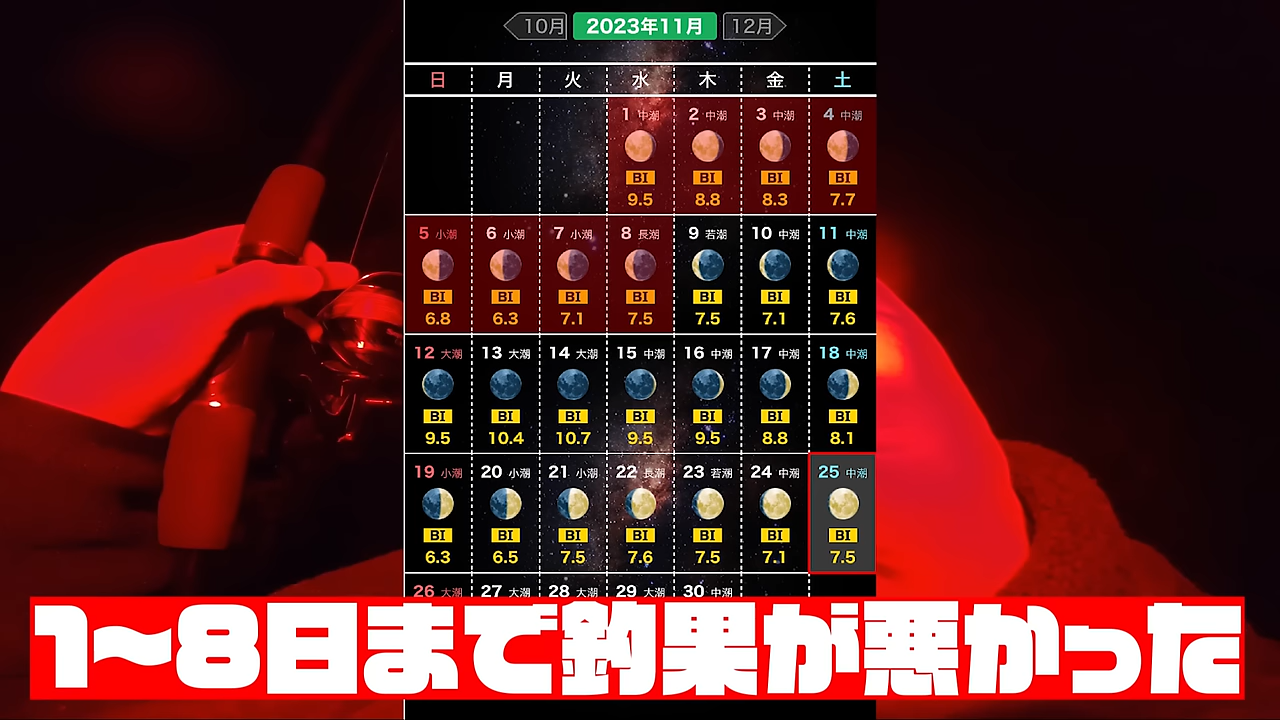 10月 2023年11月 12月
日 月 火 水 木 金 土
1 中潮 2 中潮 3 中潮 4 中潮
BI BI BI BI
9.5 8.8 8.3 7.7
5 小潮 6 小潮 7 小潮 8 長潮 9 若潮 10 中潮 11 中潮
BI BI BI BI BI BI BI
6.8 6.3 7.1 7.5 7.5 7.1 7.6
12 大潮 13 大潮 14 大潮 15 中潮 16 中潮 17 中潮 18 中潮
BI BI BI BI BI BI BI
9.5 10.4 10.7 9.5 9.5 8.8 8.1
19 小潮 20 小潮 21 小潮 22 長潮 23 若潮 24 中潮 25 中潮
BI BI BI BI BI BI BI
6.3 6.5 7.5 7.6 7.5 7.1 7.5
26 大潮 27 大潮 28 大潮 29 大潮 30 中潮
1~8日まで釣果が悪かった